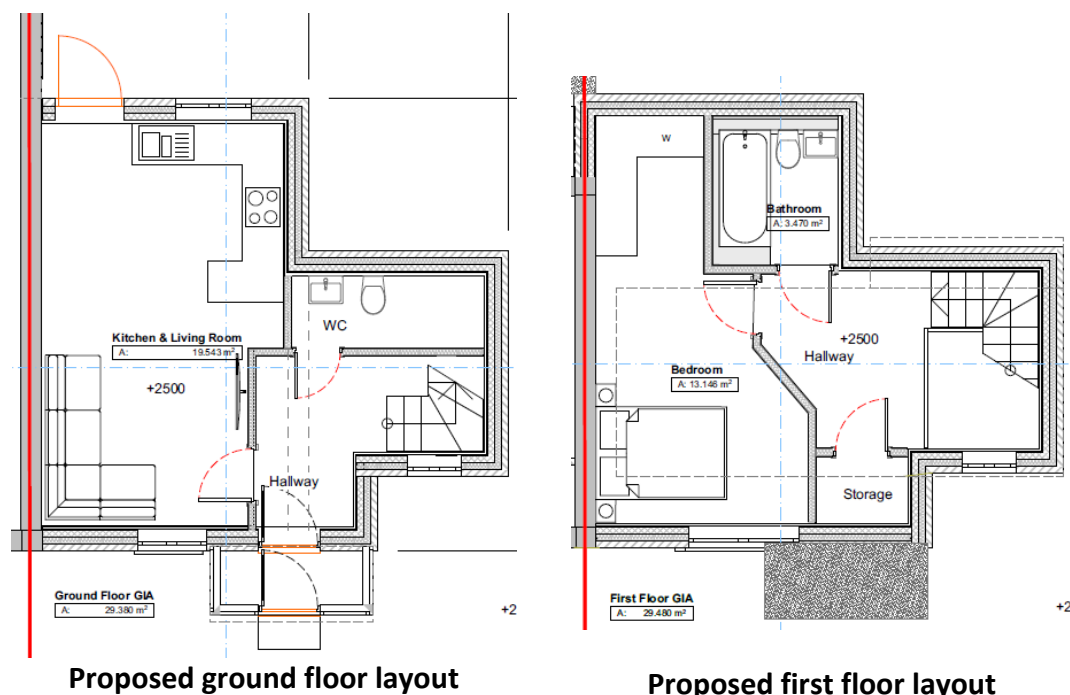 WC
Kitchen & Living Room
A: 19.543 m²
+2500
Hallway
Ground Floor GIA
A: 29.380 m²
+2
Proposed ground floor layout
W
Bathroom
A: 3.470 m²
+2500
Hallway
Bedroom
A: 13.146 m²
Storage
First Floor GIA
A: 29.480 m²
+2
Proposed first floor layout